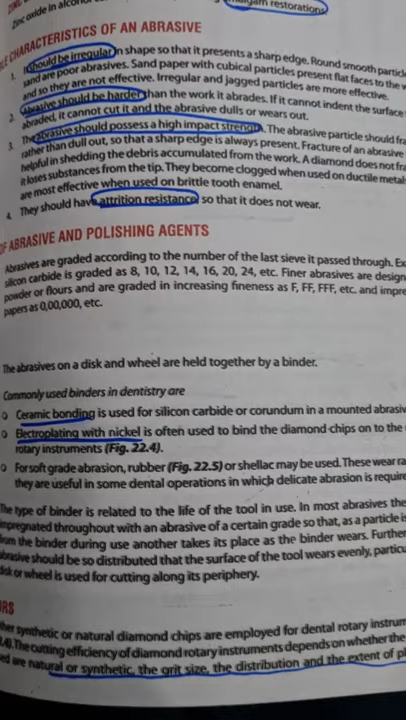 amalgam restorations
Zinc oxide in alcohol
CHARACTERISTICS OF AN ABRASIVE
1. It should be irregular in shape so that it presents a sharp edge. Round smooth particles
sand are poor abrasives. Sand paper with cubical particles present flat faces to the
and so they are not effective. Irregular and jagged particles are more effective.
2. Abrasive should be harder than the work it abrades. If it cannot indent the surface
abraded, it cannot cut it and the abrasive dulls or wears out.
3. The abrasive should possess a high impact strength. The abrasive particle should
rather than dull out, so that a sharp edge is always present. Fracture of an abrasive
helpful in shedding the debris accumulated from the work. A diamond does not
it loses substances from the tip. They become clogged when used on ductile metal
are most effective when used on brittle tooth enamel.
4. They should have attrition resistance so that it does not wear.
OF ABRASIVE AND POLISHING AGENTS
Abrasives are graded according to the number of the last sieve it passed through. Ex
silicon carbide is graded as 8, 10, 12, 14, 16, 20, 24, etc. Finer abrasives are design
powder or flours and are graded in increasing fineness as F, FF, FFF, etc. and impre
papers as 0,00,000, etc.
The abrasives on a disk and wheel are held together by a binder.
Commonly used binders in dentistry are
Ceramic bonding is used for silicon carbide or corundum in a mounted abrasiv
Electroplating with nickel is often used to bind the diamond chips on to the
rotary instruments (Fig. 22.4).
For soft grade abrasion, rubber (Fig. 22.5) or shellac may be used. These wear ra
they are useful in some dental operations in which delicate abrasion is require
The type of binder is related to the life of the tool in use. In most abrasives the
impregnated throughout with an abrasive of a certain grade so that, as a particle is
from the binder during use another takes its place as the binder wears. Further
abrasive should be so distributed that the surface of the tool wears evenly, particu
disk or wheel is used for cutting along its periphery.
URS
ther synthetic or natural diamond chips are employed for dental rotary instrum
.4). The cutting efficiency of diamond rotary instruments depends on whether the
ed are natural or synthetic, the grit size, the distribution and the extent of pl